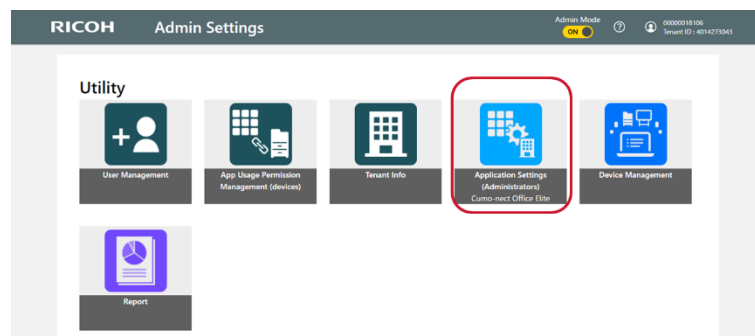 RICOH Admin Settings
Admin Mode
ON
?
00000018106
Tenant ID : 4014273043
Utility
User Management
App Usage Permission
Management (devices)
Tenant Info
Application Settings
(Administrators)
Cumo-nect Office Elite
Device Management
Report